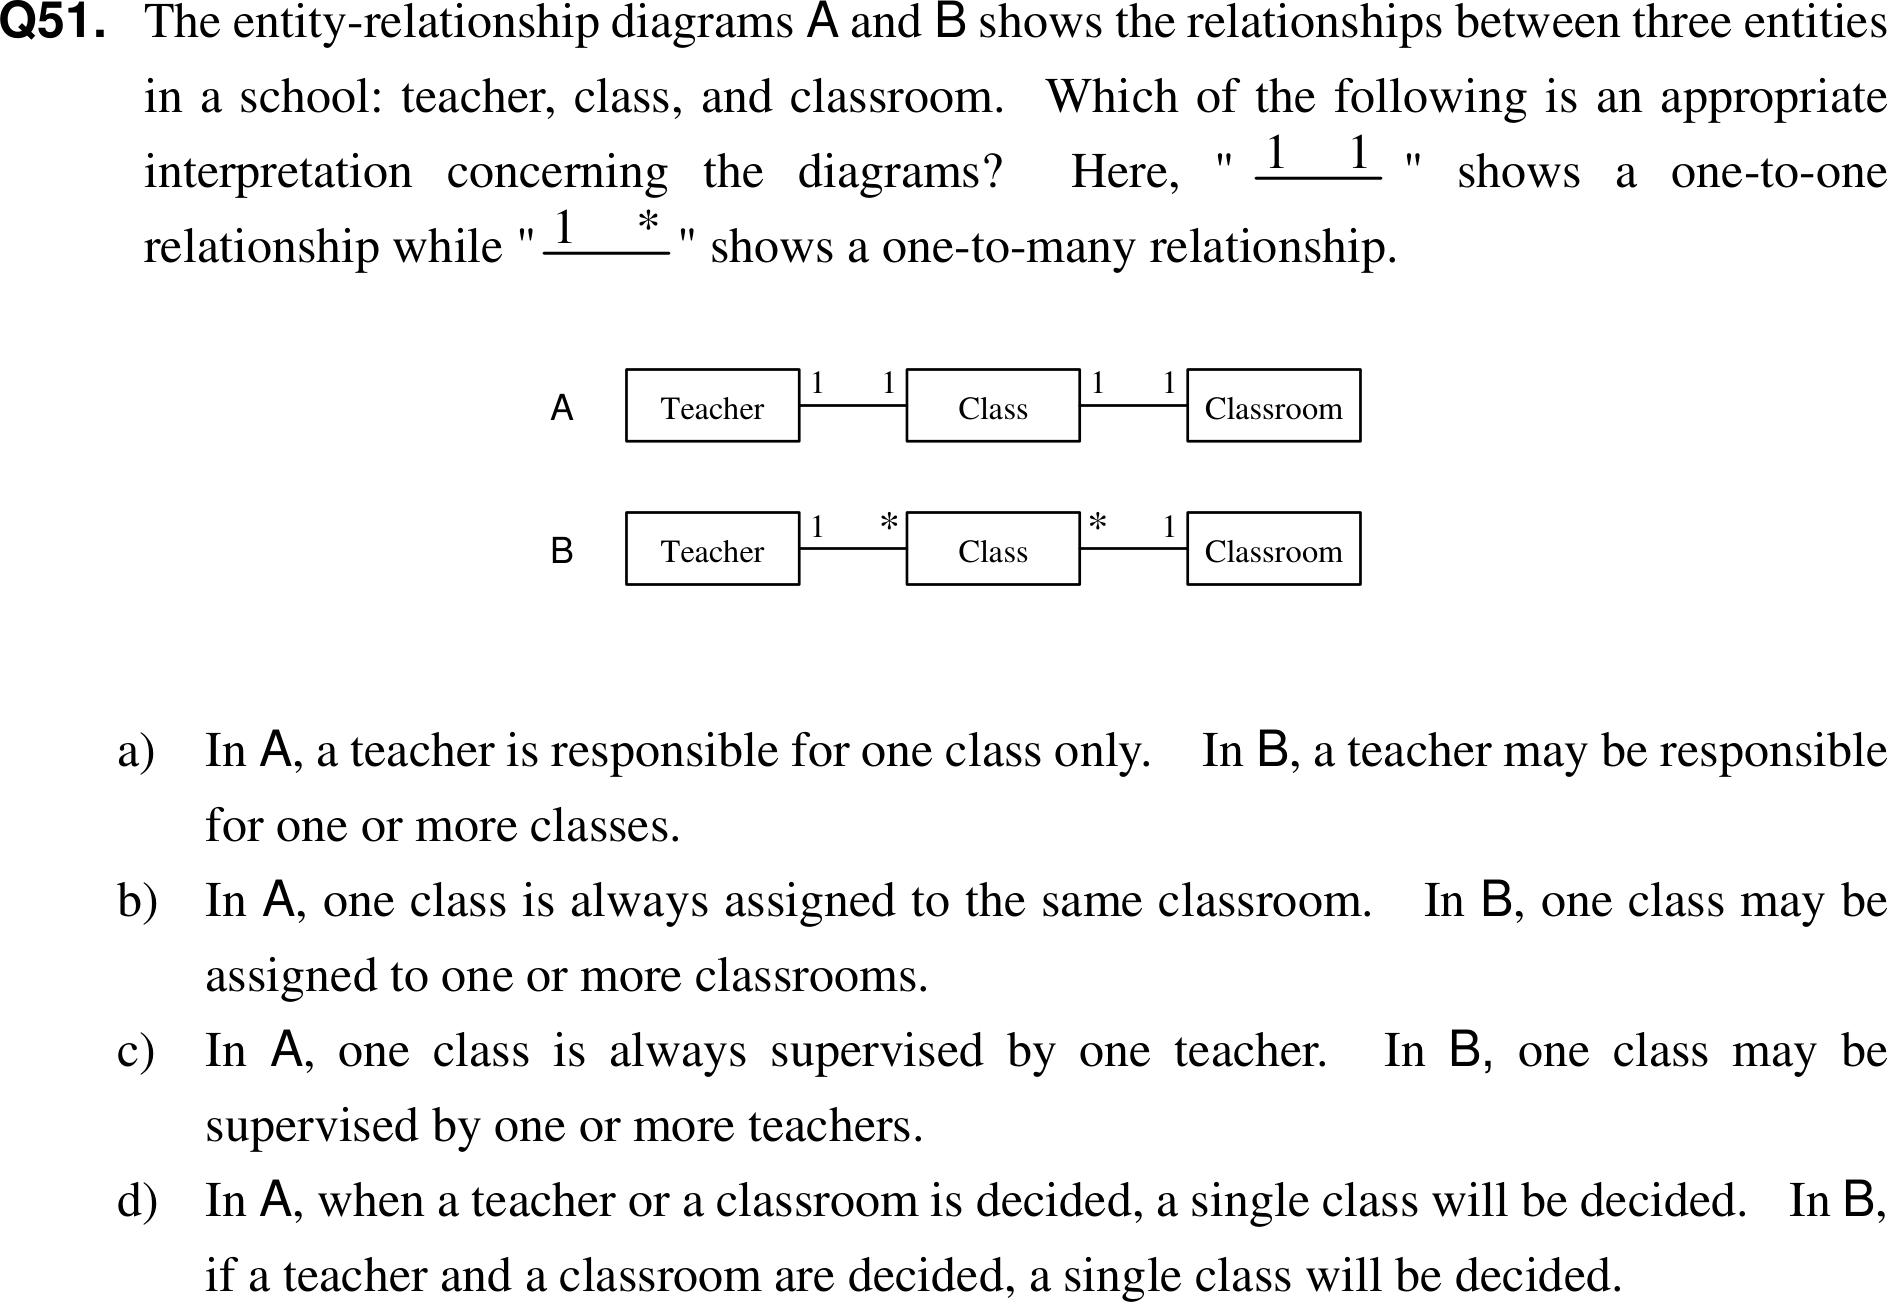 Q51. The entity-relationship diagrams A and B shows the relationships between three entities
in a school: teacher, class, and classroom. Which of the following is an appropriate
interpretation concerning the diagrams? Here, " 1 1 " shows a one-to-one
relationship while " 1 * " shows a one-to-many relationship.
A Teacher 1 1 Class 1 1 Classroom
B Teacher 1 * Class * 1 Classroom
a) In A, a teacher is responsible for one class only. In B, a teacher may be responsible
for one or more classes.
b) In A, one class is always assigned to the same classroom. In B, one class may be
assigned to one or more classrooms.
c) In A, one class is always supervised by one teacher. In B, one class may be
supervised by one or more teachers.
d) In A, when a teacher or a classroom is decided, a single class will be decided. In B,
if a teacher and a classroom are decided, a single class will be decided.